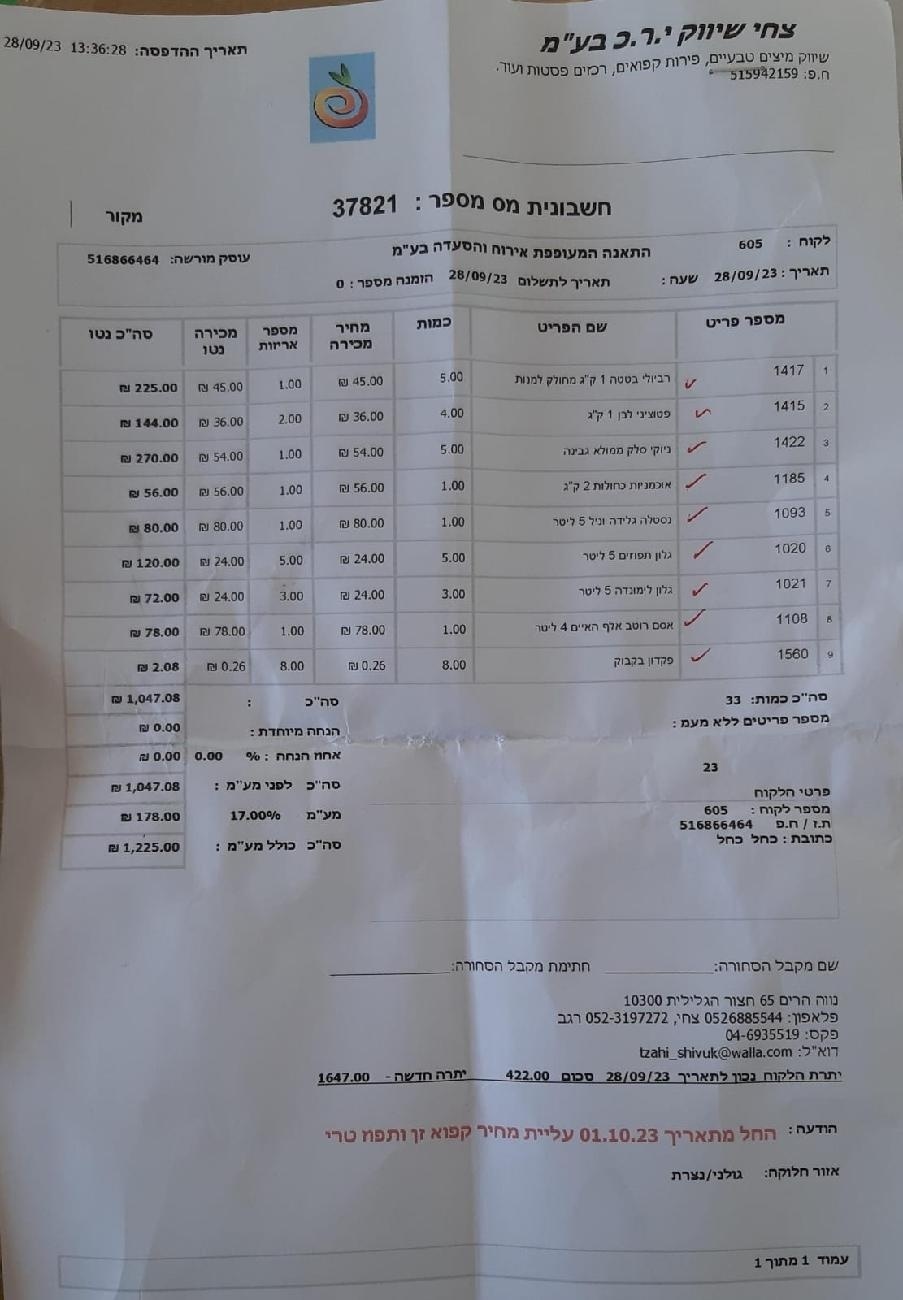 תאריך ההדפסה: 28/09/23 13:36:28
צחי שיווק י.ר.כ בע"מ
שיווק מיצים טבעיים, פירות קפואים, רכזים פסטות ועוד.
ח.פ: 515942159
חשבונית מס מספר : 37821
מקור
לקוח : 605 התאנה המעופפת אירוח והסעדה בע"מ עוסק מורשה: 516866464
תאריך : 28/09/23 שעה : תאריך לתשלום 28/09/23 הזמנה מספר : 0
מספר פריט שם הפריט כמות מחיר מכירה מספר אריזות מכירה נטו סה"כ נטו
1 1417 רביולי בטטה 1 ק"ג מחולק למנות 5.00 45.00 ₪ 1.00 45.00 ₪ 225.00 ₪
2 1415 פטוציני לבן 1 ק"ג 4.00 36.00 ₪ 2.00 36.00 ₪ 144.00 ₪
3 1422 ניוקי סלק ממולא גבינה 5.00 54.00 ₪ 1.00 54.00 ₪ 270.00 ₪
4 1185 אוכמניות כחולות 2 ק"ג 1.00 56.00 ₪ 1.00 56.00 ₪ 56.00 ₪
5 1093 נסטלה גלידה וניל 5 ליטר 1.00 80.00 ₪ 1.00 80.00 ₪ 80.00 ₪
6 1020 גלון תפוזים 5 ליטר 5.00 24.00 ₪ 5.00 24.00 ₪ 120.00 ₪
7 1021 גלון לימונדה 5 ליטר 3.00 24.00 ₪ 3.00 24.00 ₪ 72.00 ₪
8 1108 אסם רוטב אלף האיים 4 ליטר 1.00 78.00 ₪ 1.00 78.00 ₪ 78.00 ₪
9 1560 פקדון בקבוק 8.00 0.26 ₪ 8.00 0.26 ₪ 2.08 ₪
סה"כ כמות: 33
מספר פריטים ללא מעמ :
23
סה"כ : 1,047.08 ₪
הנחה מיוחדת : 0.00 ₪
אחוז הנחה : % 0.00 0.00 ₪
סה"כ לפני מע"מ : 1,047.08 ₪
מע"מ 17.00% 178.00 ₪
סה"כ כולל מע"מ : 1,225.00 ₪
פרטי הלקוח
מספר לקוח : 605
ת.ז / ח.פ 516866464
כתובת : כחל כחל
שם מקבל הסחורה: חתימת מקבל הסחורה:
נווה הרים 65 חצור הגלילית 10300
פלאפון: 0526885544 צחי, 052-3197272 רגב
פקס: 04-6935519
דוא"ל: tzahi_shivuk@walla.com
יתרת הלקוח נכון לתאריך 28/09/23 סכום 422.00 יתרה חדשה - 1647.00
הודעה : החל מתאריך 01.10.23 עליית מחיר קפוא זן ותפוז טרי
אזור חלוקה: גולני/נצרת
עמוד 1 מתוך 1